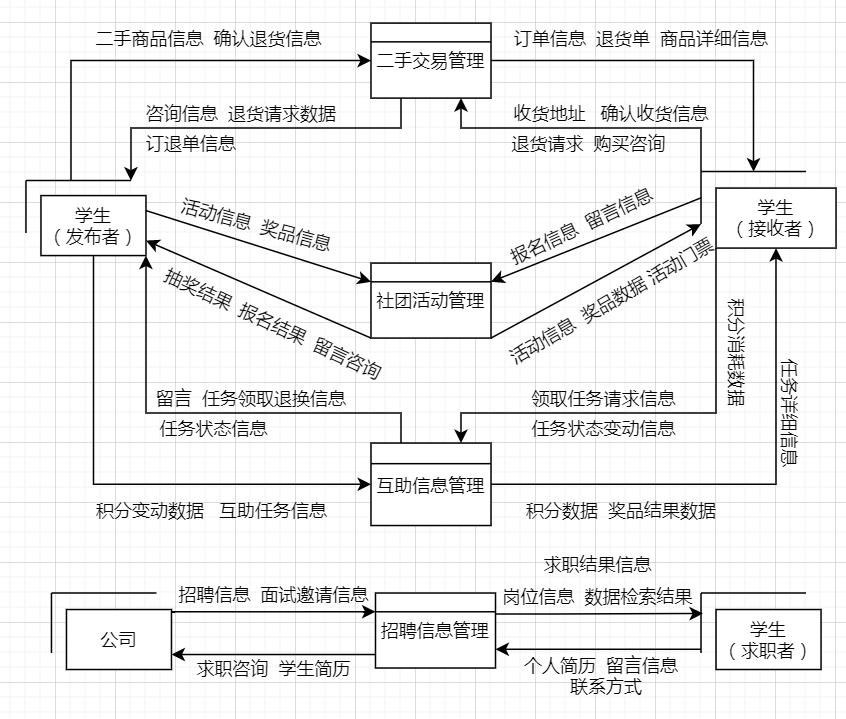 二手商品信息 确认退货信息
订单信息 退货单 商品详细信息
二手交易管理
咨询信息 退货请求数据
收货地址 确认收货信息
订退单信息
退货请求 购买咨询
学生
（发布者）
活动信息 奖品信息
报名信息 留言信息
学生
（接收者）
社团活动管理
抽奖结果 报名结果 留言咨询
活动信息 奖品数据 活动门票
积分消耗数据
任务详细信息
留言 任务领取退换信息
领取任务请求信息
任务状态信息
任务状态变动信息
互助信息管理
积分变动数据 互助任务信息
积分数据 奖品结果数据
求职结果信息
招聘信息 面试邀请信息
岗位信息 数据检索结果
公司
招聘信息管理
学生
（求职者）
求职咨询 学生简历
个人简历 留言信息
联系方式